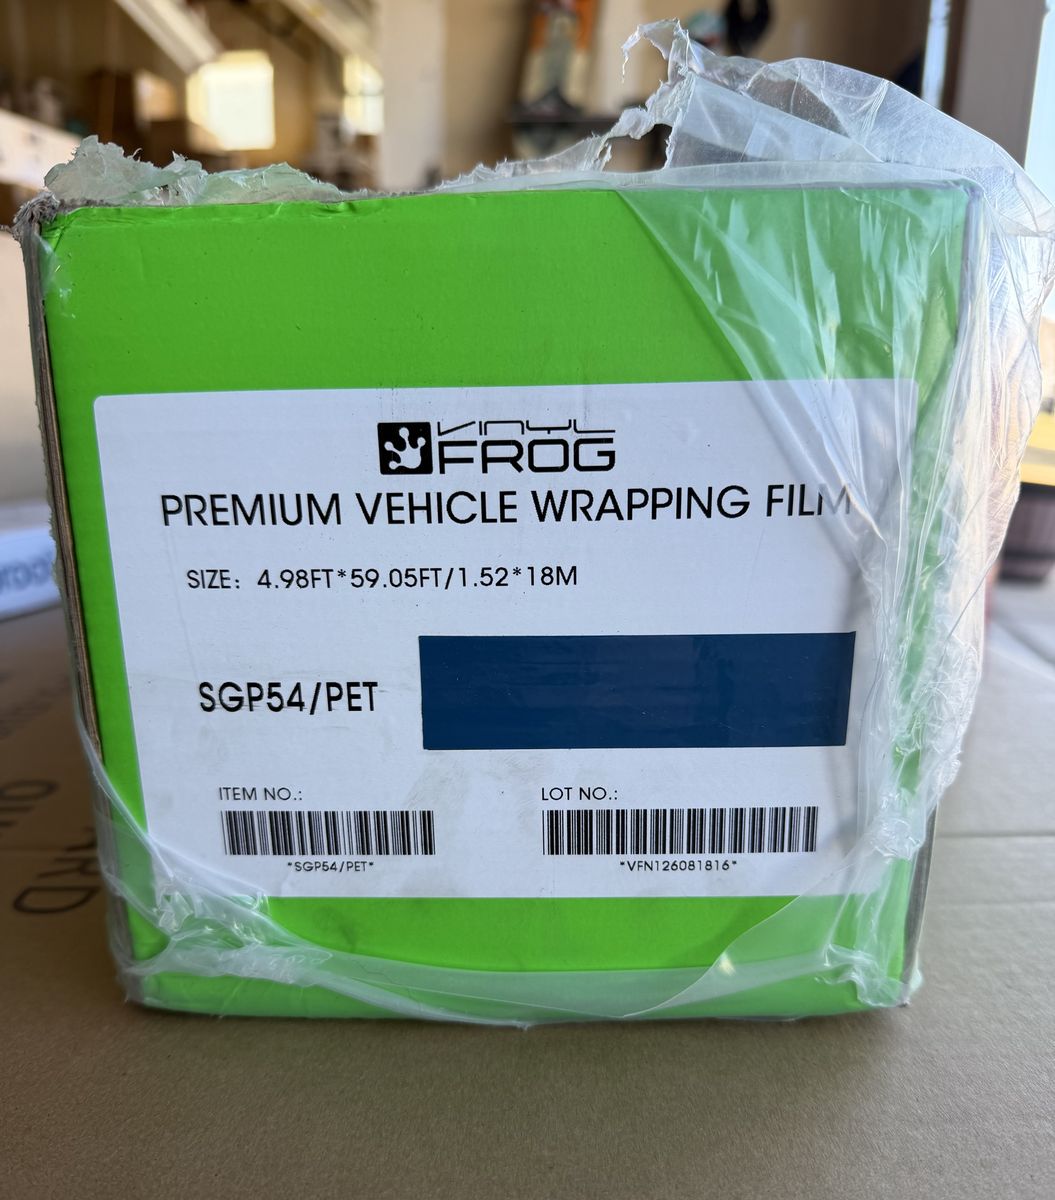 VINYL
FROG
PREMIUM VEHICLE WRAPPING FILM
SIZE: 4.98FT*59.05FT/1.52*18M
SGP54/PET
ITEM NO.:
LOT NO.:
*SGP54/PET*
*VFN126081816*